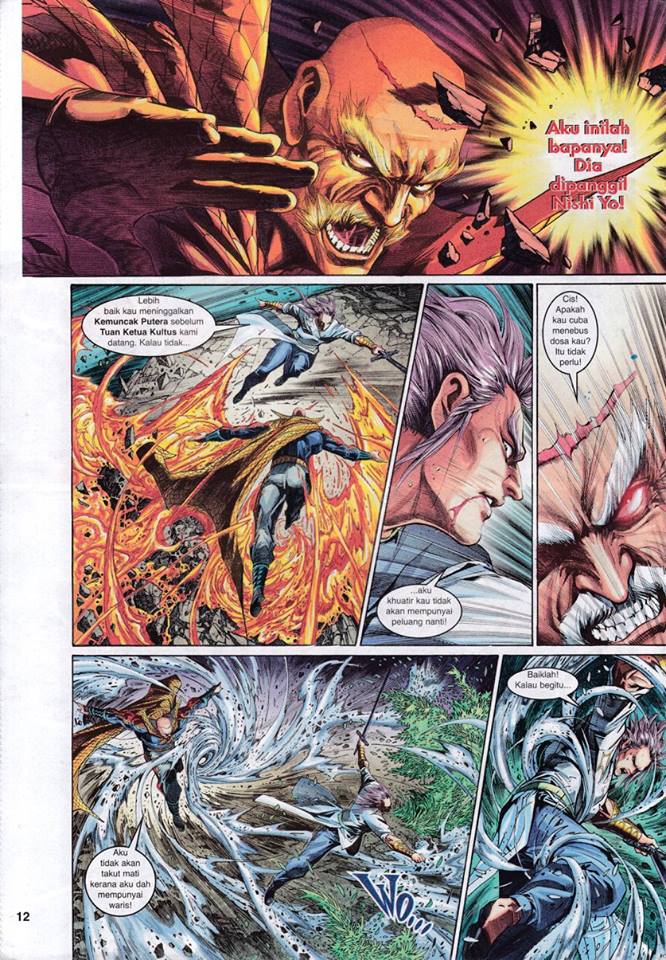 Aku inilah
bapanya!
Dia
dipanggil
Nishi Yo!
Lebih
baik kau meninggalkan
Kemuncak Putera sebelum
Tuan Ketua Kultus kami
datang. Kalau tidak...
...aku
khuatir kau tidak
akan mempunyai
peluang nanti!
Cis!
Apakah
kau cuba
menebus
dosa kau?
Itu tidak
perlu!
Aku
tidak akan
takut mati
kerana aku dah
mempunyai
waris!
WO...
Baiklah!
Kalau begitu...
12